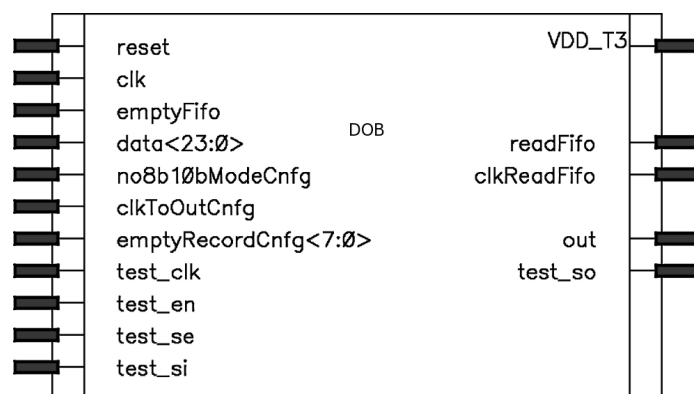 reset
VDD_T3
clk
emptyFifo
DOB
data<23:0>
readFifo
no8b10bModeCnfg
clkReadFifo
clkToOutCnfg
emptyRecordCnfg<7:0>
out
test_clk
test_so
test_en
test_se
test_si